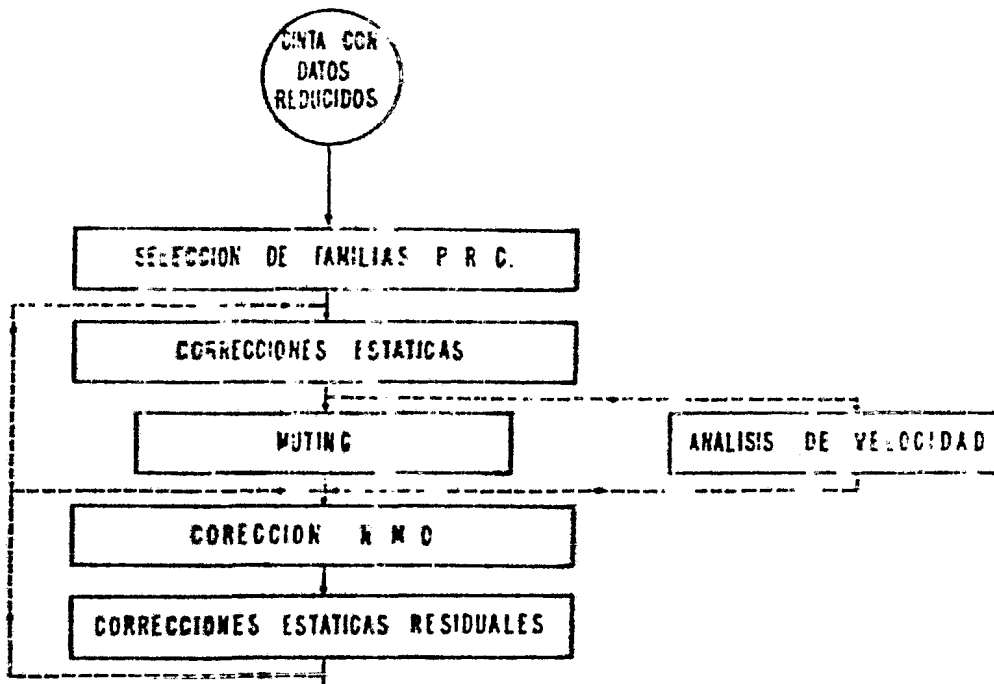 CINTA CON
DATOS
REDUCIDOS
SELECCION DE FAMILIAS P R C.
CORRECCIONES ESTATICAS
MUTING
ANALISIS DE VELOCIDAD
CORECCION N M O
CORRECCIONES ESTATICAS RESIDUALES